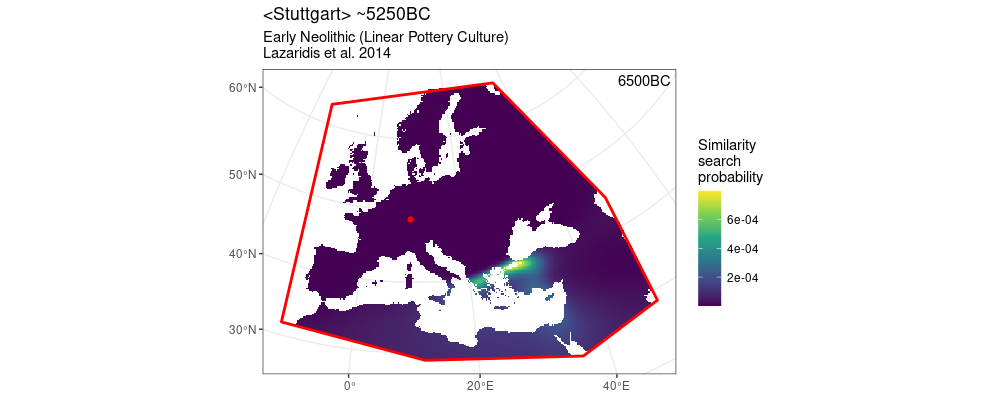 <Stuttgart> ~5250BC
Early Neolithic (Linear Pottery Culture)
Lazaridis et al. 2014
6500BC
60°N
50°N
40°N
30°N
0°
20°E
40°E
Similarity
search
probability
6e-04
4e-04
2e-04